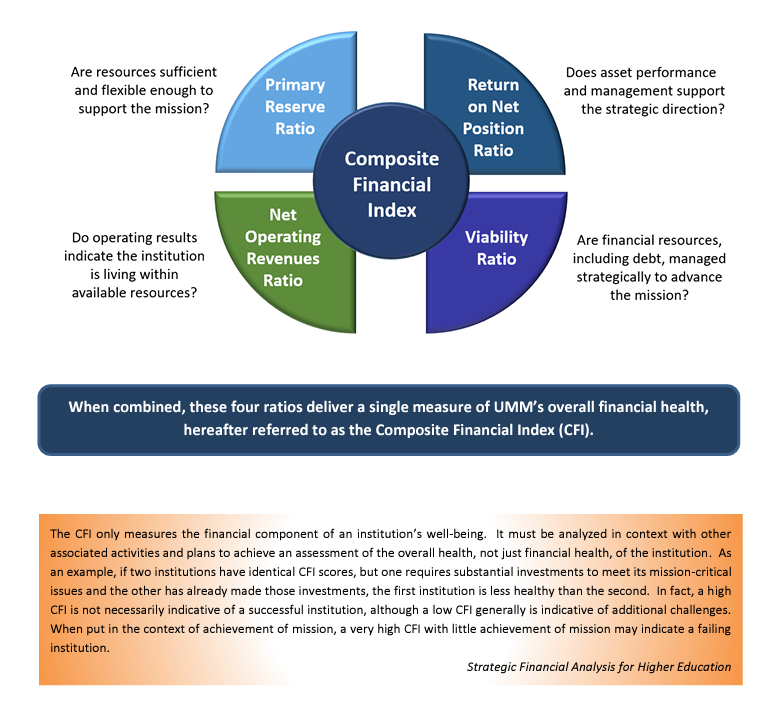 Are resources sufficient
and flexible enough to
support the mission?
Primary
Reserve
Ratio
Return
on Net
Position
Ratio
Does asset performance
and management support
the strategic direction?
Composite
Financial
Index
Do operating results
indicate the institution
is living within
available resources?
Net
Operating
Revenues
Ratio
Viability
Ratio
Are financial resources,
including debt, managed
strategically to advance
the mission?
When combined, these four ratios deliver a single measure of UMM’s overall financial health,
hereafter referred to as the Composite Financial Index (CFI).
The CFI only measures the financial component of an institution’s well-being. It must be analyzed in context with other
associated activities and plans to achieve an assessment of the overall health, not just financial health, of the institution. As
an example, if two institutions have identical CFI scores, but one requires substantial investments to meet its mission-critical
issues and the other has already made those investments, the first institution is less healthy than the second. In fact, a high
CFI is not necessarily indicative of a successful institution, although a low CFI generally is indicative of additional challenges.
When put in the context of achievement of mission, a very high CFI with little achievement of mission may indicate a failing
institution.
Strategic Financial Analysis for Higher Education